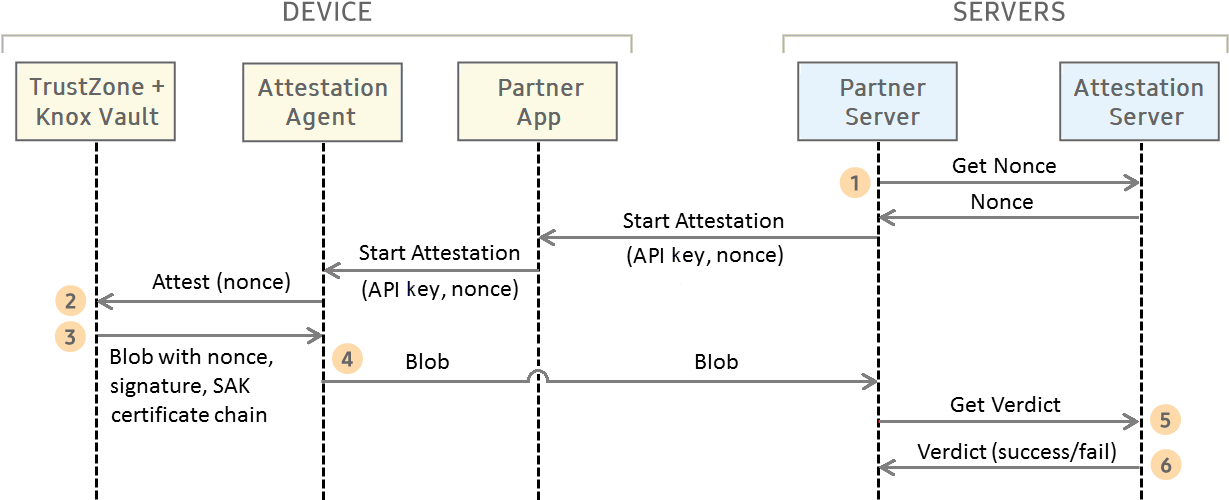 DEVICE
SERVERS
TrustZone +
Knox Vault
Attestation
Agent
Partner
App
Partner
Server
Attestation
Server
1
Get Nonce
Nonce
Start Attestation
(API key, nonce)
Start Attestation
(API key, nonce)
Attest (nonce)
2
3
Blob with nonce,
signature, SAK
certificate chain
4
Blob
Blob
Get Verdict
5
Verdict (success/fail)
6